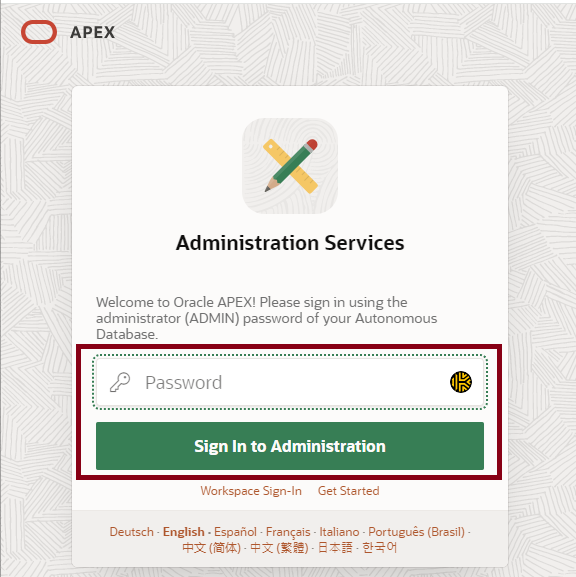 APEX
Administration Services
Welcome to Oracle APEX! Please sign in using the
administrator (ADMIN) password of your Autonomous
Database.
Password
Sign In to Administration
Workspace Sign-In Get Started
Deutsch · English · Español · Français · Italiano · Português (Brasil) ·
中文 (简体) · 中文 (繁體) · 日本語 · 한국어